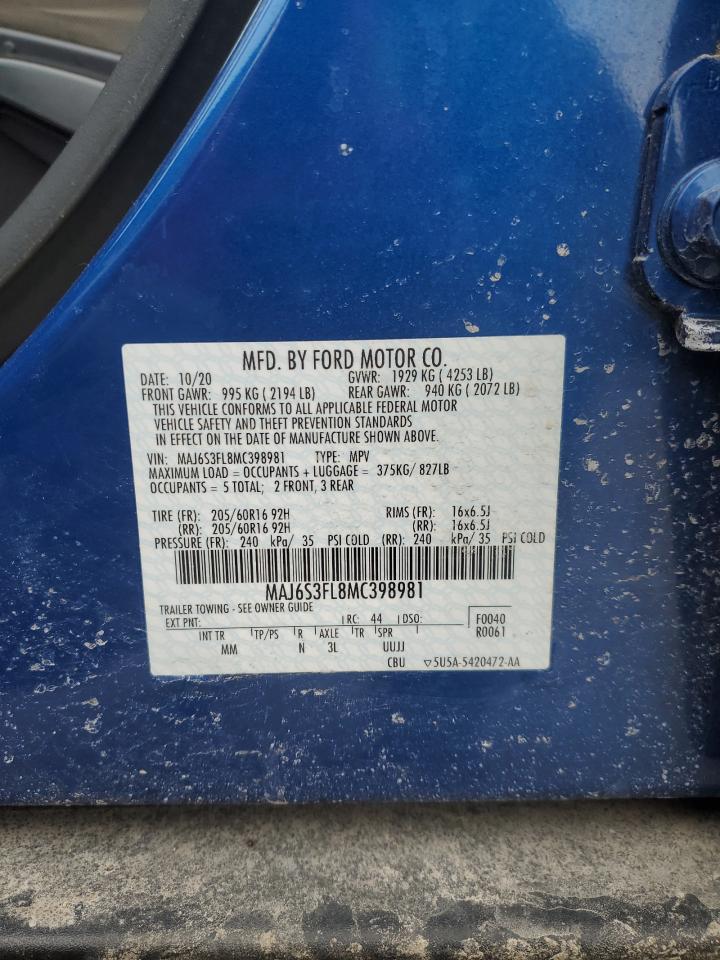 MFD. BY FORD MOTOR CO.
DATE: 10/20 GVWR: 1929 KG ( 4253 LB)
FRONT GAWR: 995 KG ( 2194 LB) REAR GAWR: 940 KG ( 2072 LB)
THIS VEHICLE CONFORMS TO ALL APPLICABLE FEDERAL MOTOR
VEHICLE SAFETY AND THEFT PREVENTION STANDARDS
IN EFFECT ON THE DATE OF MANUFACTURE SHOWN ABOVE.
VIN: MAJ6S3FL8MC398981 TYPE: MPV
MAXIMUM LOAD = OCCUPANTS + LUGGAGE = 375KG/ 827LB
OCCUPANTS = 5 TOTAL; 2 FRONT, 3 REAR
TIRE (FR): 205/60R16 92H RIMS (FR): 16x6.5J
(RR): 205/60R16 92H (RR): 16x6.5J
PRESSURE (FR): 240 kPa/ 35 PSI COLD (RR): 240 kPa/ 35 PSI COLD
MAJ6S3FL8MC398981
TRAILER TOWING - SEE OWNER GUIDE
EXT PNT: RC: 44 DSO: F0040
R0061
INT TR TP/PS R AXLE TR SPR
MM N 3L UUJJ
CBU ▽5U5A-5420472-AA